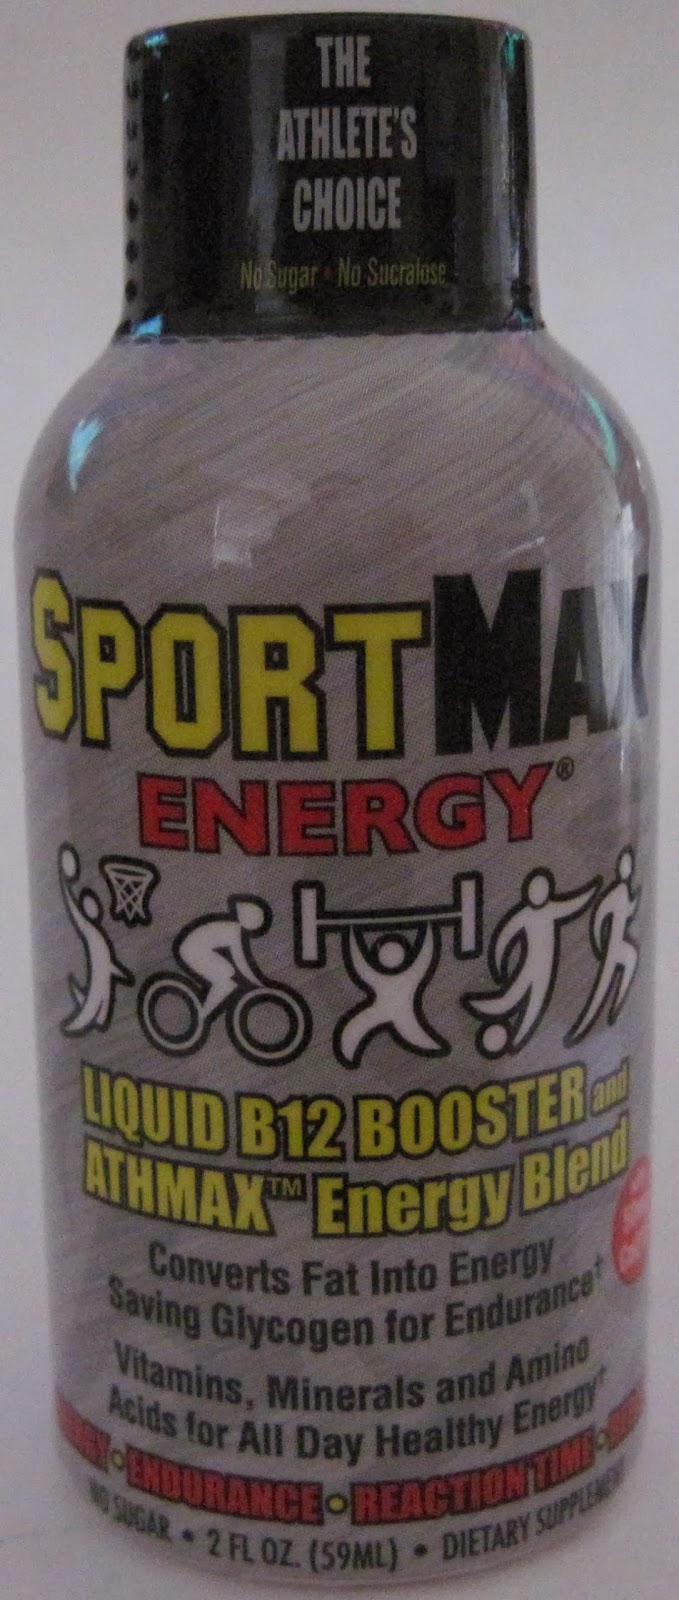 THE
ATHLETE'S
CHOICE
No Sugar • No Sucralose
SPORTMAX
ENERGY®
LIQUID B12 BOOSTER and
ATHMAX™ Energy Blend
Converts Fat Into Energy
Saving Glycogen for Endurance†
Vitamins, Minerals and Amino
Acids for All Day Healthy Energy†
• ENDURANCE • REACTION TIME •
NO SUGAR • 2 FL OZ. (59ML) • DIETARY SUPPLEMENT